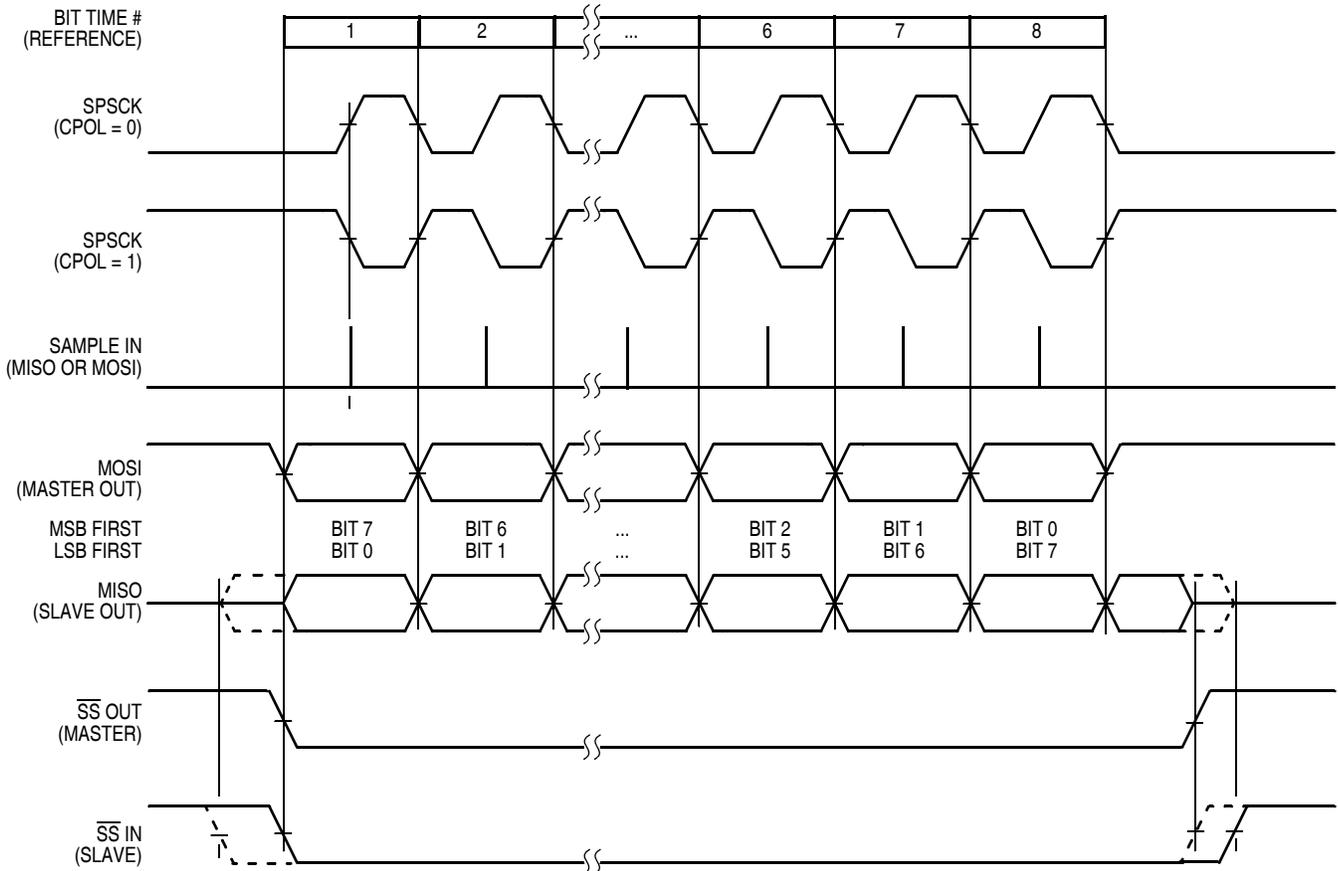 BIT TIME #
(REFERENCE)
1 2 ... 6 7 8
SPSCK
(CPOL = 0)
SPSCK
(CPOL = 1)
SAMPLE IN
(MISO OR MOSI)
MOSI
(MASTER OUT)
MSB FIRST BIT 7 BIT 6 ... BIT 2 BIT 1 BIT 0
LSB FIRST BIT 0 BIT 1 ... BIT 5 BIT 6 BIT 7
MISO
(SLAVE OUT)
SS OUT
(MASTER)
SS IN
(SLAVE)